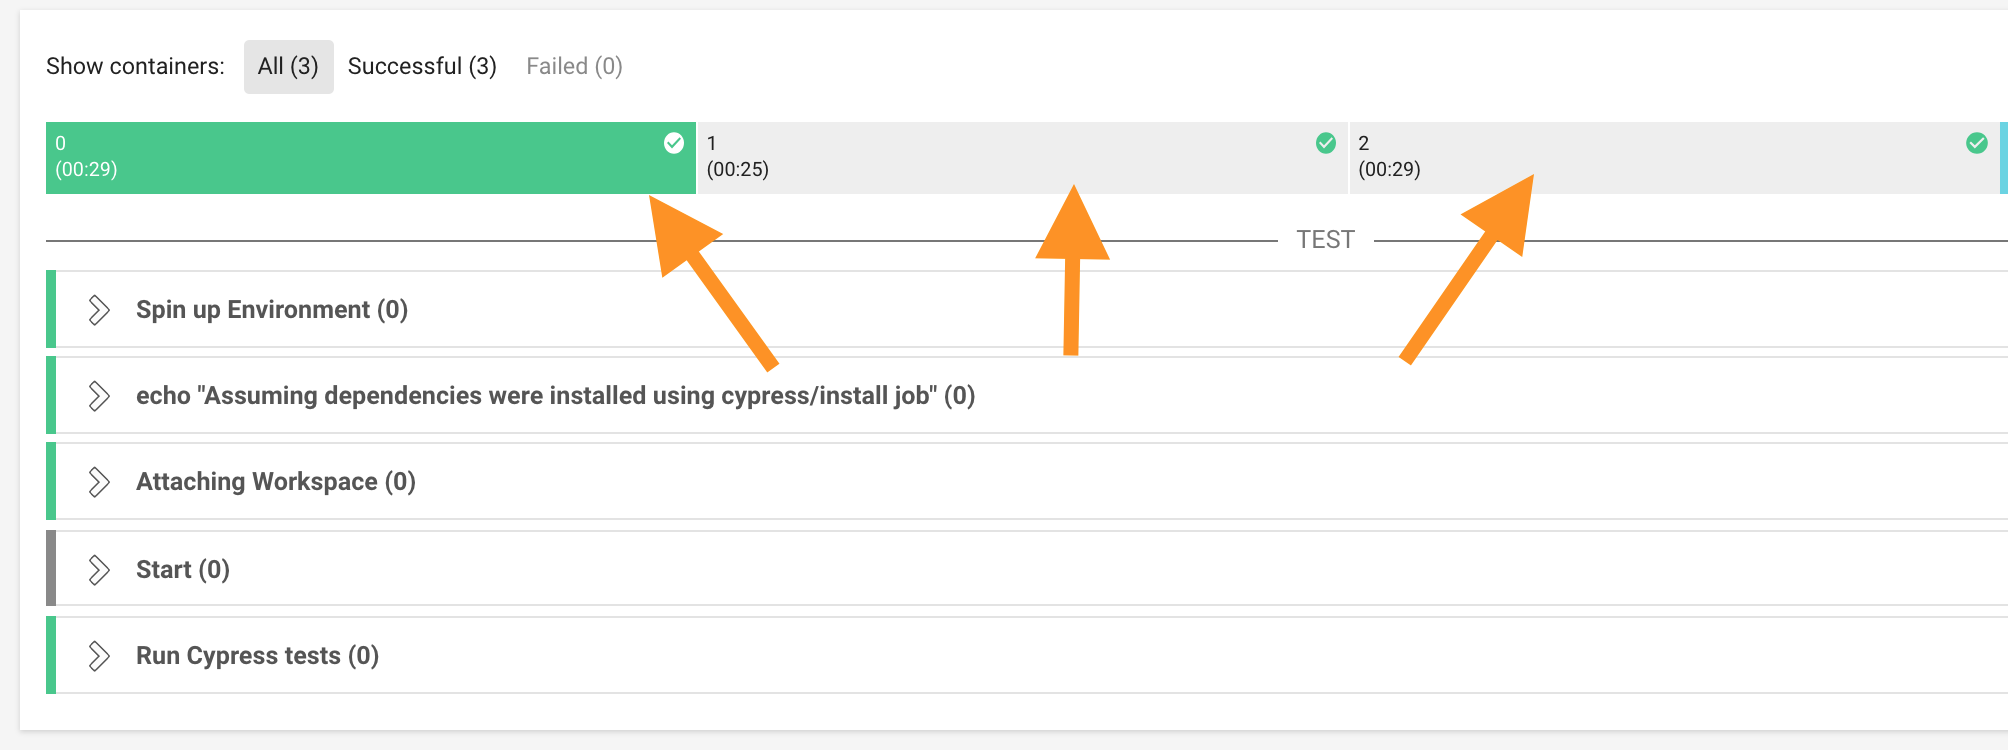 Show containers: All (3) Successful (3) Failed (0)
0
(00:29)
1
(00:25)
2
(00:29)
TEST
Spin up Environment (0)
echo "Assuming dependencies were installed using cypress/install job" (0)
Attaching Workspace (0)
Start (0)
Run Cypress tests (0)